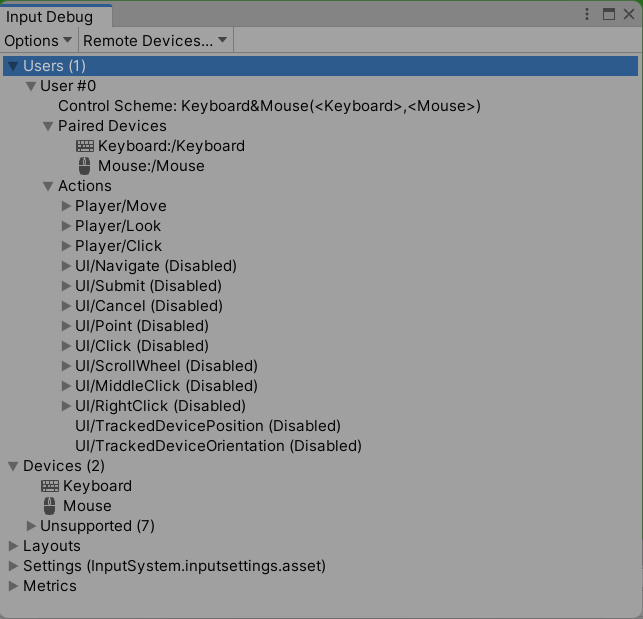 Input Debug
Options Remote Devices...
Users (1)
User #0
Control Scheme: Keyboard&Mouse(<Keyboard>,<Mouse>)
Paired Devices
Keyboard:/Keyboard
Mouse:/Mouse
Actions
Player/Move
Player/Look
Player/Click
UI/Navigate (Disabled)
UI/Submit (Disabled)
UI/Cancel (Disabled)
UI/Point (Disabled)
UI/Click (Disabled)
UI/ScrollWheel (Disabled)
UI/MiddleClick (Disabled)
UI/RightClick (Disabled)
UI/TrackedDevicePosition (Disabled)
UI/TrackedDeviceOrientation (Disabled)
Devices (2)
Keyboard
Mouse
Unsupported (7)
Layouts
Settings (InputSystem.inputsettings.asset)
Metrics